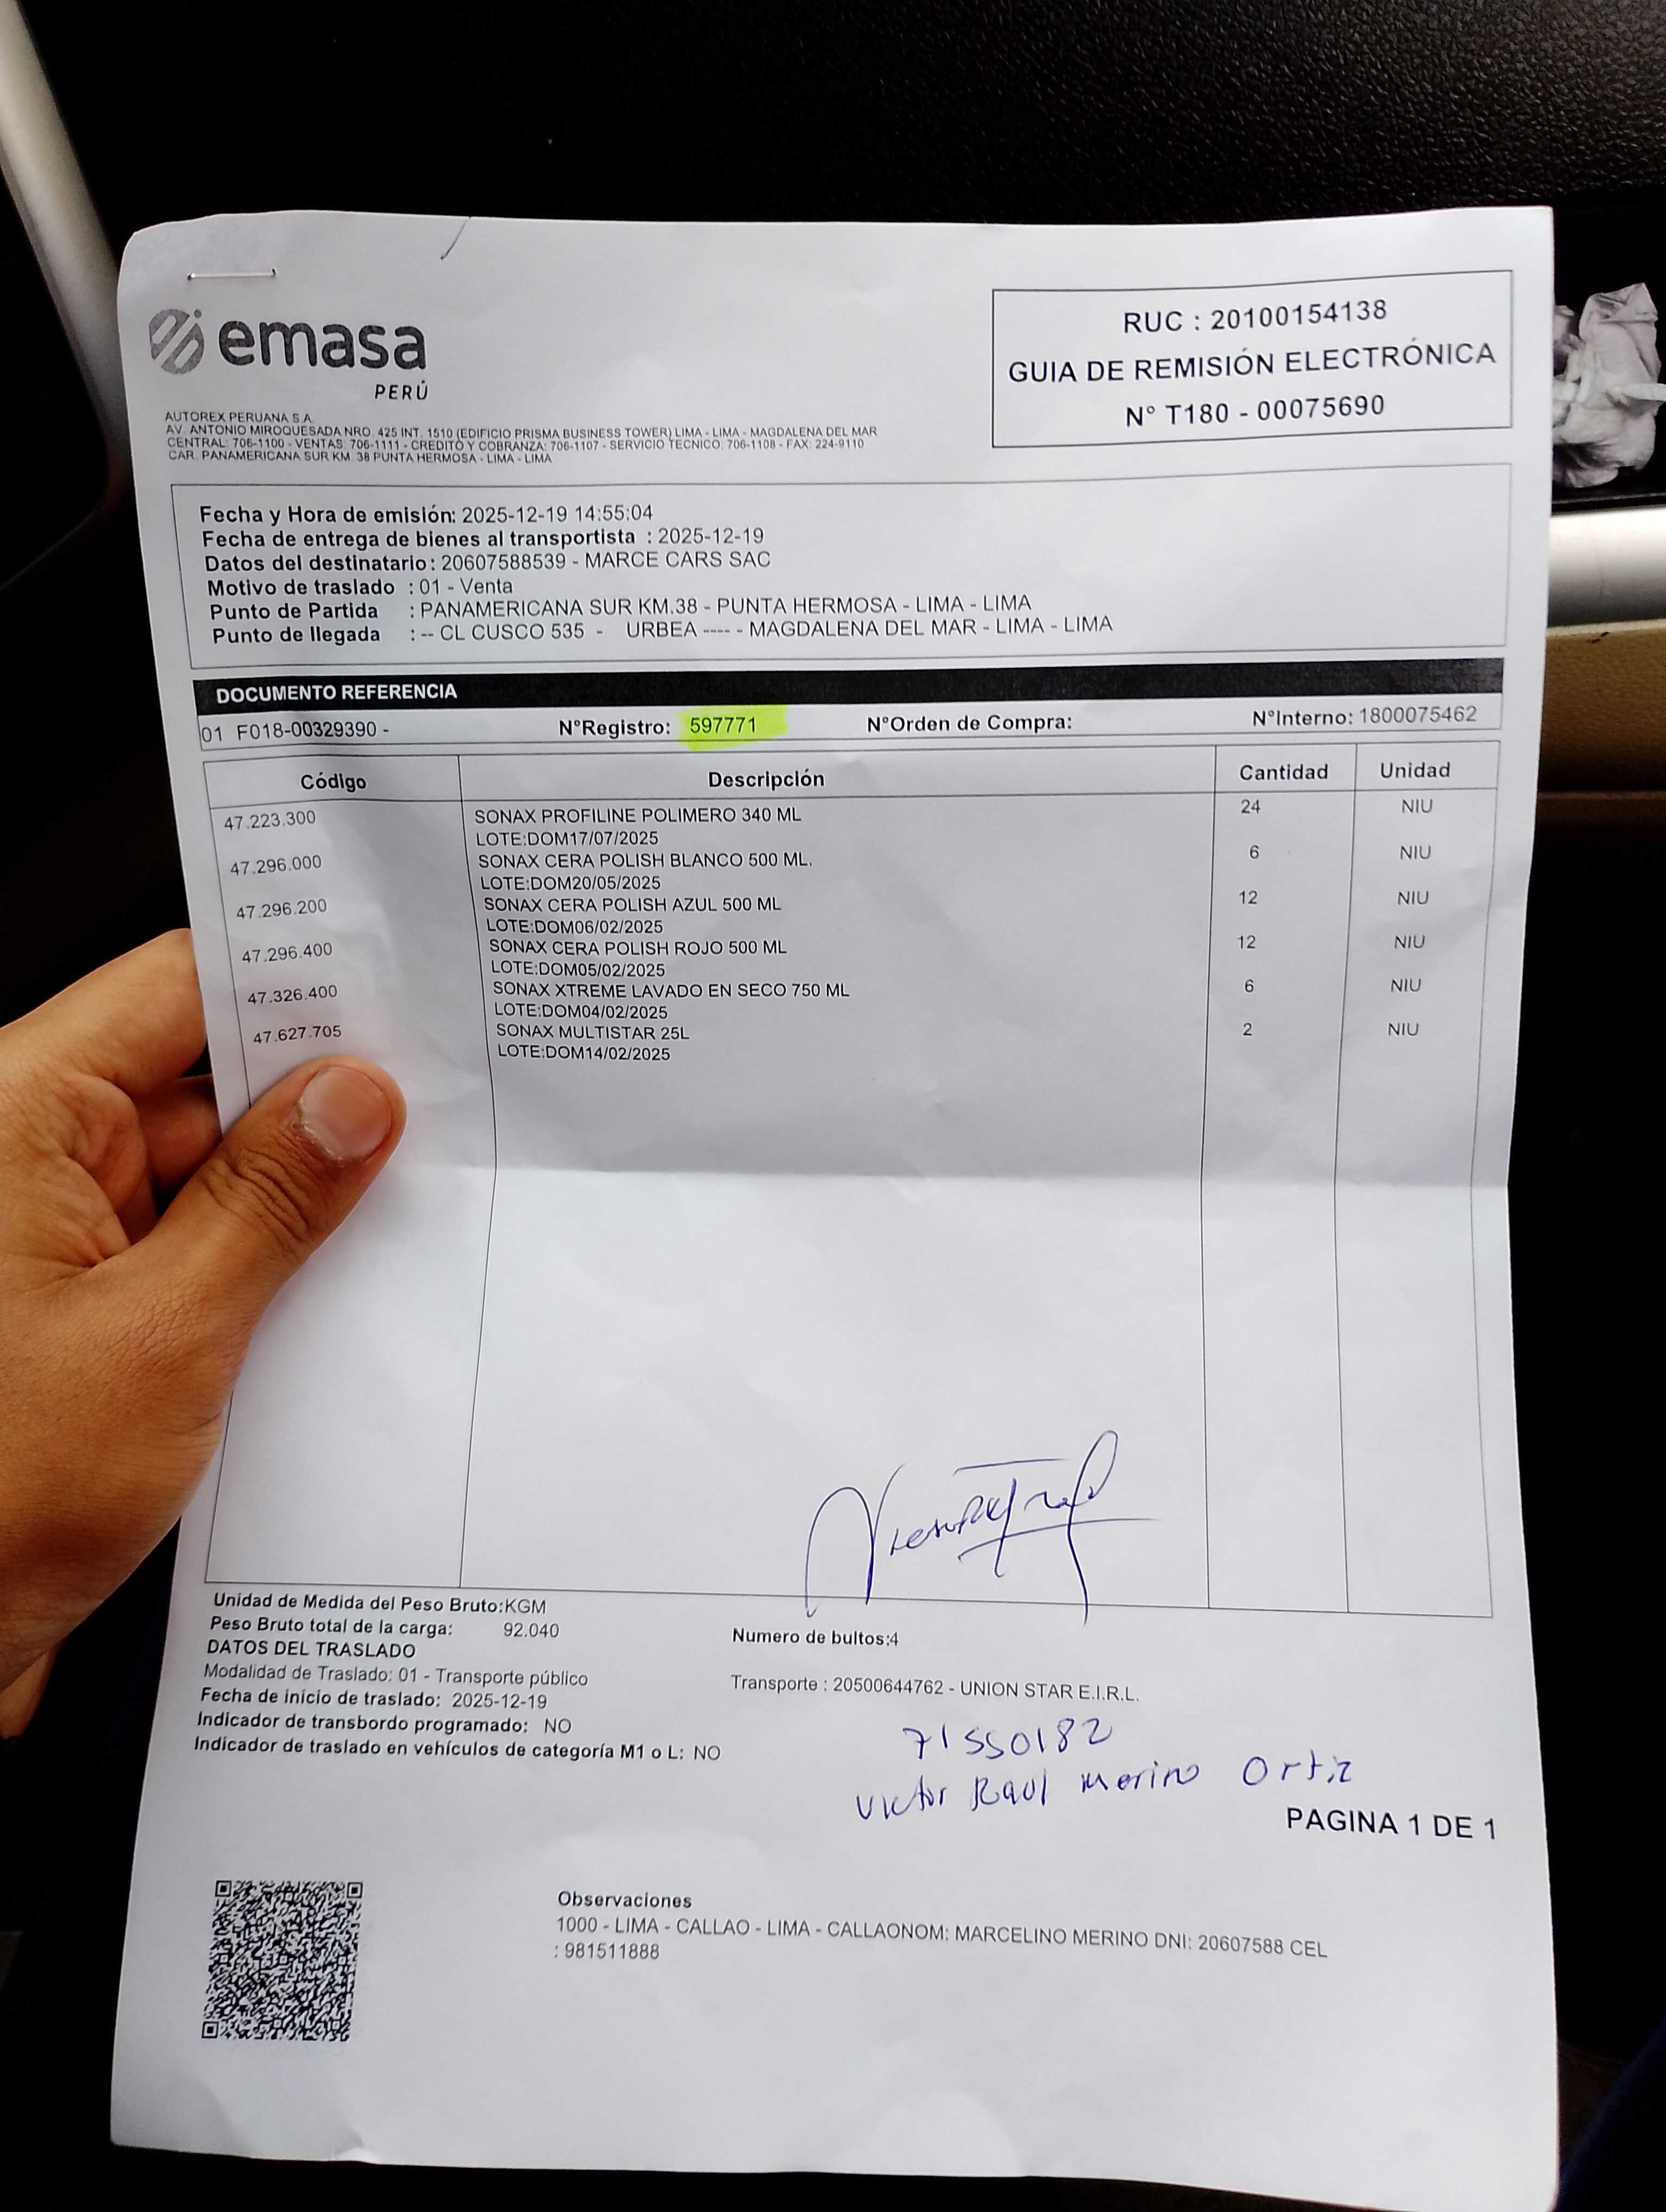 emasa
PERÚ
RUC : 20100154138
GUIA DE REMISIÓN ELECTRÓNICA
N° T180 - 00075690
AUTOREX PERUANA S.A.
AV. ANTONIO MIROQUESADA NRO. 425 INT. 1510 (EDIFICIO PRISMA BUSINESS TOWER) LIMA - LIMA - MAGDALENA DEL MAR
CENTRAL: 706-1100 - VENTAS: 706-1111 - CREDITO Y COBRANZA: 706-1107 - SERVICIO TECNICO: 706-1108 - FAX: 224-9110
CAR. PANAMERICANA SUR KM. 38 PUNTA HERMOSA - LIMA - LIMA
Fecha y Hora de emisión: 2025-12-19 14:55:04
Fecha de entrega de bienes al transportista : 2025-12-19
Datos del destinatario : 20607588539 - MARCE CARS SAC
Motivo de traslado : 01 - Venta
Punto de Partida : PANAMERICANA SUR KM.38 - PUNTA HERMOSA - LIMA - LIMA
Punto de llegada : -- CL CUSCO 535 - URBEA ---- - MAGDALENA DEL MAR - LIMA - LIMA
DOCUMENTO REFERENCIA
01 F018-00329390 - N°Registro: 597771 N°Orden de Compra: N°Interno: 1800075462
Código Descripción Cantidad Unidad
47.223.300 SONAX PROFILINE POLIMERO 340 ML 24 NIU
LOTE:DOM17/07/2025
47.296.000 SONAX CERA POLISH BLANCO 500 ML. 6 NIU
LOTE:DOM20/05/2025
47.296.200 SONAX CERA POLISH AZUL 500 ML 12 NIU
LOTE:DOM06/02/2025
47.296.400 SONAX CERA POLISH ROJO 500 ML 12 NIU
LOTE:DOM05/02/2025
47.326.400 SONAX XTREME LAVADO EN SECO 750 ML 6 NIU
LOTE:DOM04/02/2025
47.627.705 SONAX MULTISTAR 25L 2 NIU
LOTE:DOM14/02/2025
Unidad de Medida del Peso Bruto:KGM
Peso Bruto total de la carga: 92.040 Numero de bultos:4
DATOS DEL TRASLADO
Modalidad de Traslado: 01 - Transporte público Transporte : 20500644762 - UNION STAR E.I.R.L.
Fecha de inicio de traslado: 2025-12-19
Indicador de transbordo programado: NO
Indicador de traslado en vehículos de categoría M1 o L: NO
71550182
Victor Raul Merino Ortiz
PAGINA 1 DE 1
Observaciones
1000 - LIMA - CALLAO - LIMA - CALLAONOM: MARCELINO MERINO DNI: 20607588 CEL
: 981511888